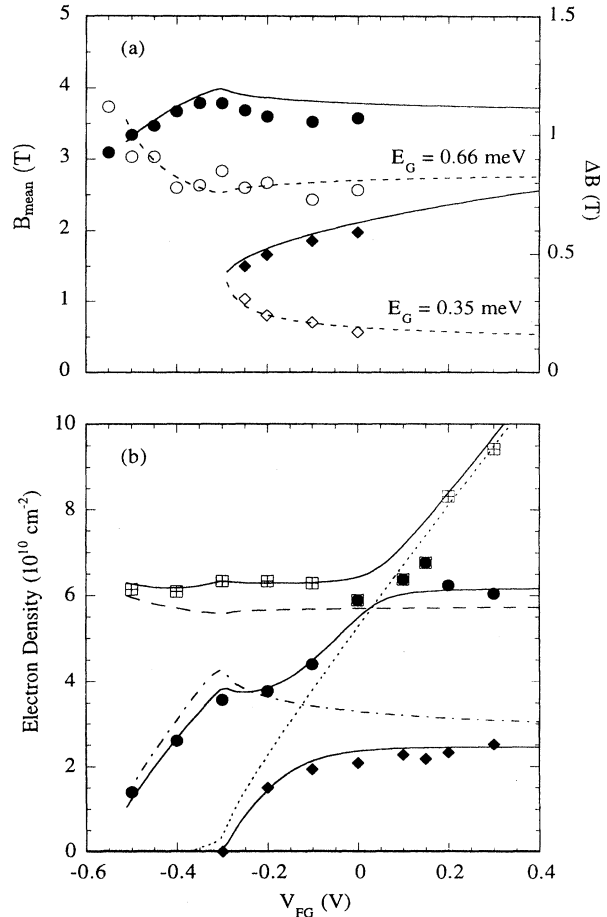 (a)
5
4
3
2
1
0
B_mean (T)
1.5
1
0.5
0
ΔB (T)
E_G = 0.66 meV
E_G = 0.35 meV
(b)
10
8
6
4
2
0
Electron Density (10^10 cm^-2)
-0.6 -0.4 -0.2 0 0.2 0.4
V_FG (V)